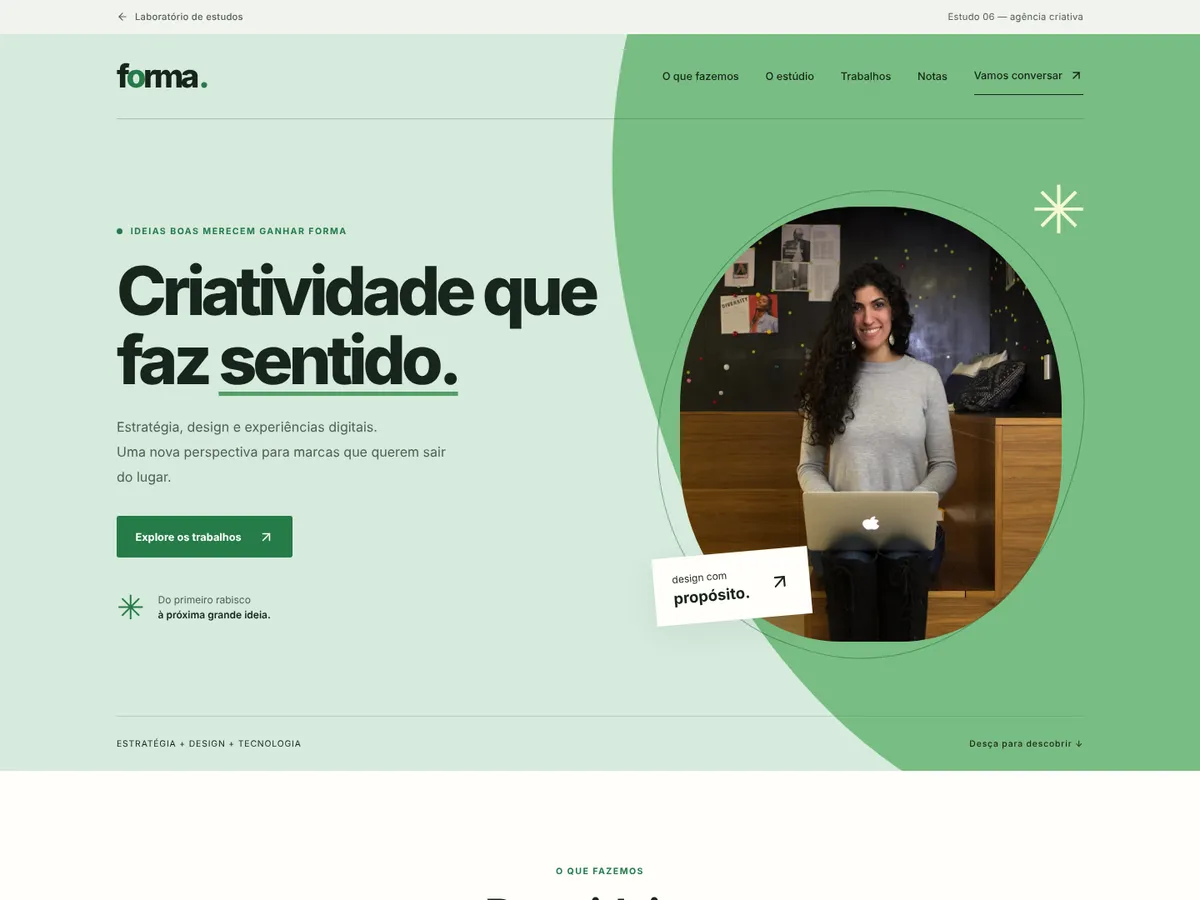 ← Laboratório de estudos
Estudo 06 — agência criativa
forma.
O que fazemos
O estúdio
Trabalhos
Notas
Vamos conversar ↗
IDEIAS BOAS MERECEM GANHAR FORMA
Criatividade que
faz sentido.
Estratégia, design e experiências digitais.
Uma nova perspectiva para marcas que querem sair
do lugar.
Explore os trabalhos ↗
Do primeiro rabisco
à próxima grande ideia.
DIVERSITY
design com
propósito. ↗
ESTRATÉGIA + DESIGN + TECNOLOGIA
Desça para descobrir ↓
O QUE FAZEMOS